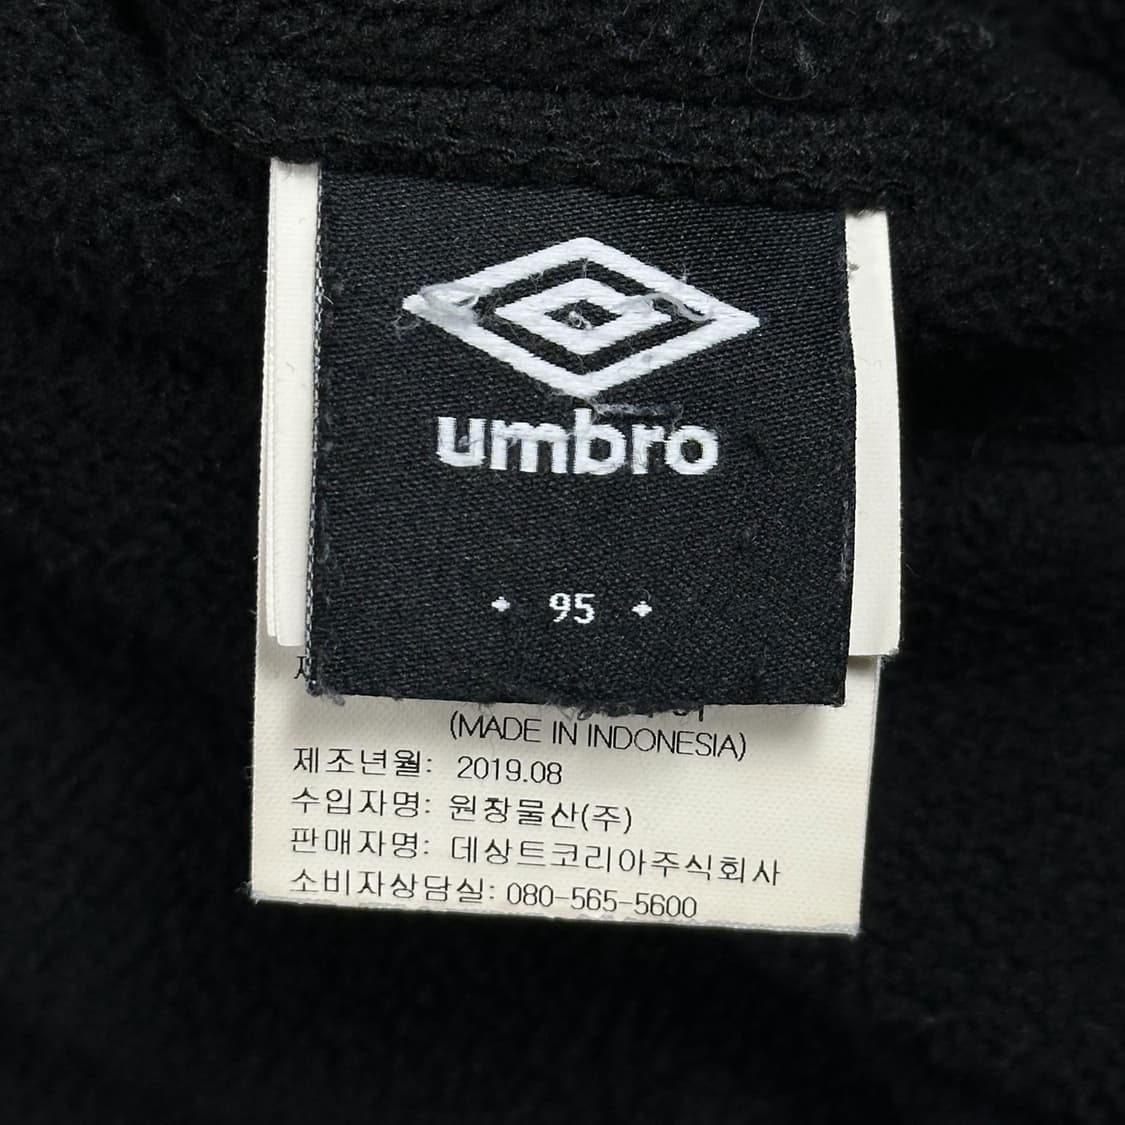 umbro
95
(MADE IN INDONESIA)
제조년월: 2019.08
수입자명: 원창물산(주)
판매자명: 데상트코리아주식회사
소비자상담실: 080-565-5600